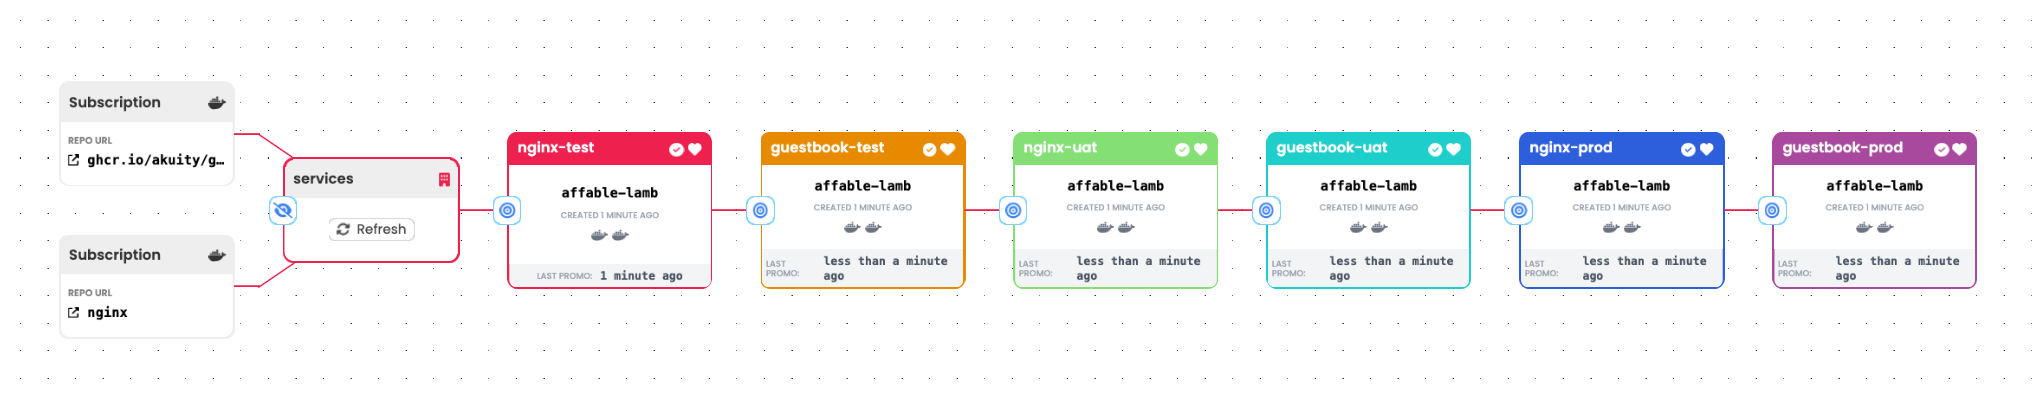 Subscription
REPO URL
ghcr.io/akuity/g…
Subscription
REPO URL
nginx
services
Refresh
nginx-test
affable-lamb
CREATED 1 MINUTE AGO
LAST PROMO: 1 minute ago
guestbook-test
affable-lamb
CREATED 1 MINUTE AGO
LAST PROMO:
less than a minute
ago
nginx-uat
affable-lamb
CREATED 1 MINUTE AGO
LAST PROMO:
less than a minute
ago
guestbook-uat
affable-lamb
CREATED 1 MINUTE AGO
LAST PROMO:
less than a minute
ago
nginx-prod
affable-lamb
CREATED 1 MINUTE AGO
LAST PROMO:
less than a minute
ago
guestbook-prod
affable-lamb
CREATED 1 MINUTE AGO
LAST PROMO:
less than a minute
ago